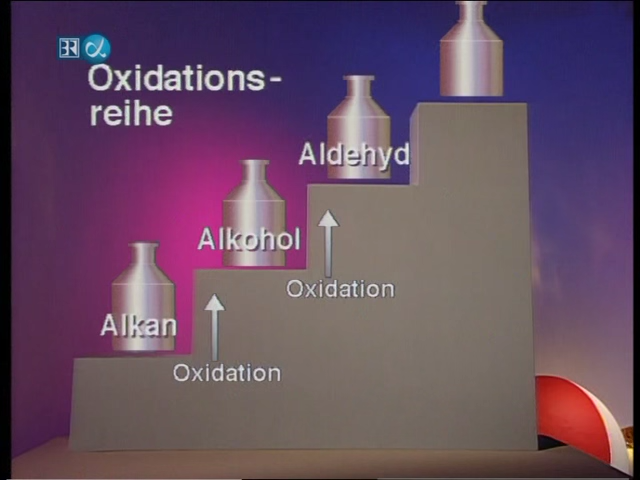 BR α
Oxidations-
reihe
Aldehyd
Alkohol
Oxidation
Alkan
Oxidation